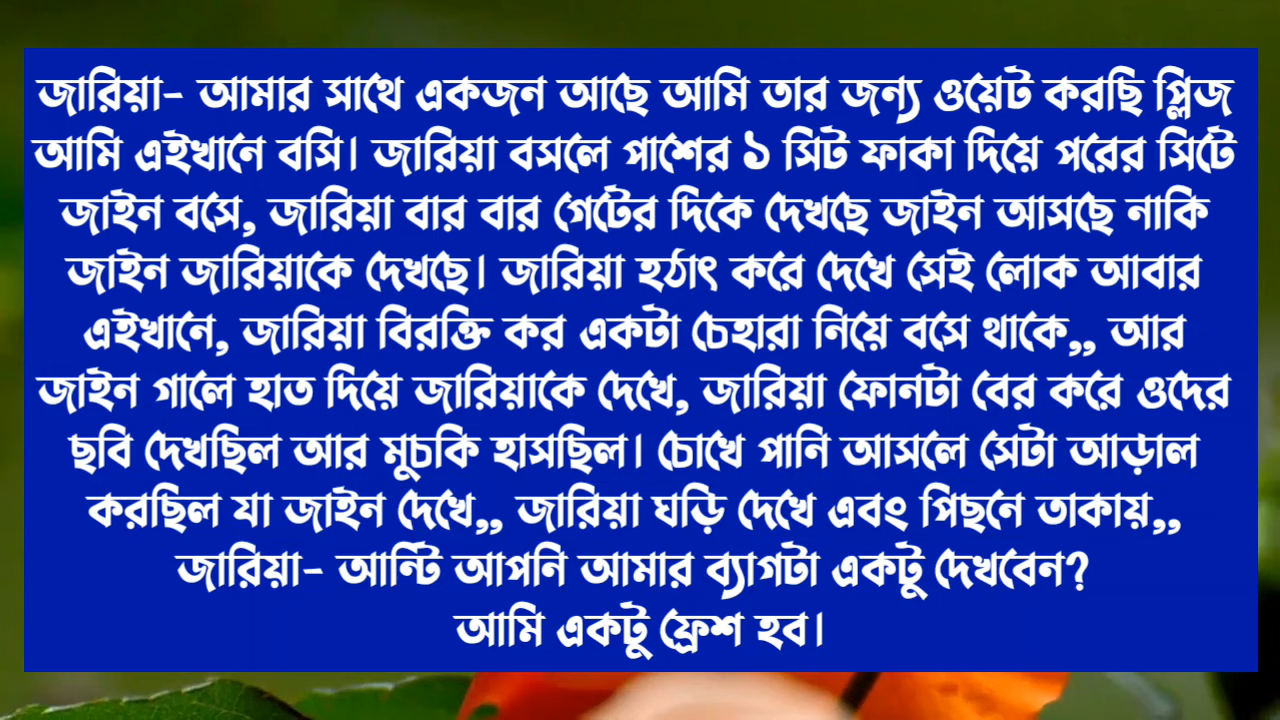 জারিয়া- আমার সাথে একজন আছে আমি তার জন্য ওয়েট করছি প্লিজ
আমি এইখানে বসি। জারিয়া বসলে পাশের ১ সিট ফাকা দিয়ে পরের সিটে
জাইন বসে, জারিয়া বার বার গেটের দিকে দেখছে জাইন আসছে নাকি
জাইন জারিয়াকে দেখছে। জারিয়া হঠাৎ করে দেখে সেই লোক আবার
এইখানে, জারিয়া বিরক্তি কর একটা চেহারা নিয়ে বসে থাকে,, আর
জাইন গালে হাত দিয়ে জারিয়াকে দেখে, জারিয়া ফোনটা বের করে ওদের
ছবি দেখছিল আর মুচকি হাসছিল। চোখে পানি আসলে সেটা আড়াল
করছিল যা জাইন দেখে,, জারিয়া ঘড়ি দেখে এবং পিছনে তাকায়,,
জারিয়া- আন্টি আপনি আমার ব্যাগটা একটু দেখবেন?
আমি একটু ফ্রেশ হব।